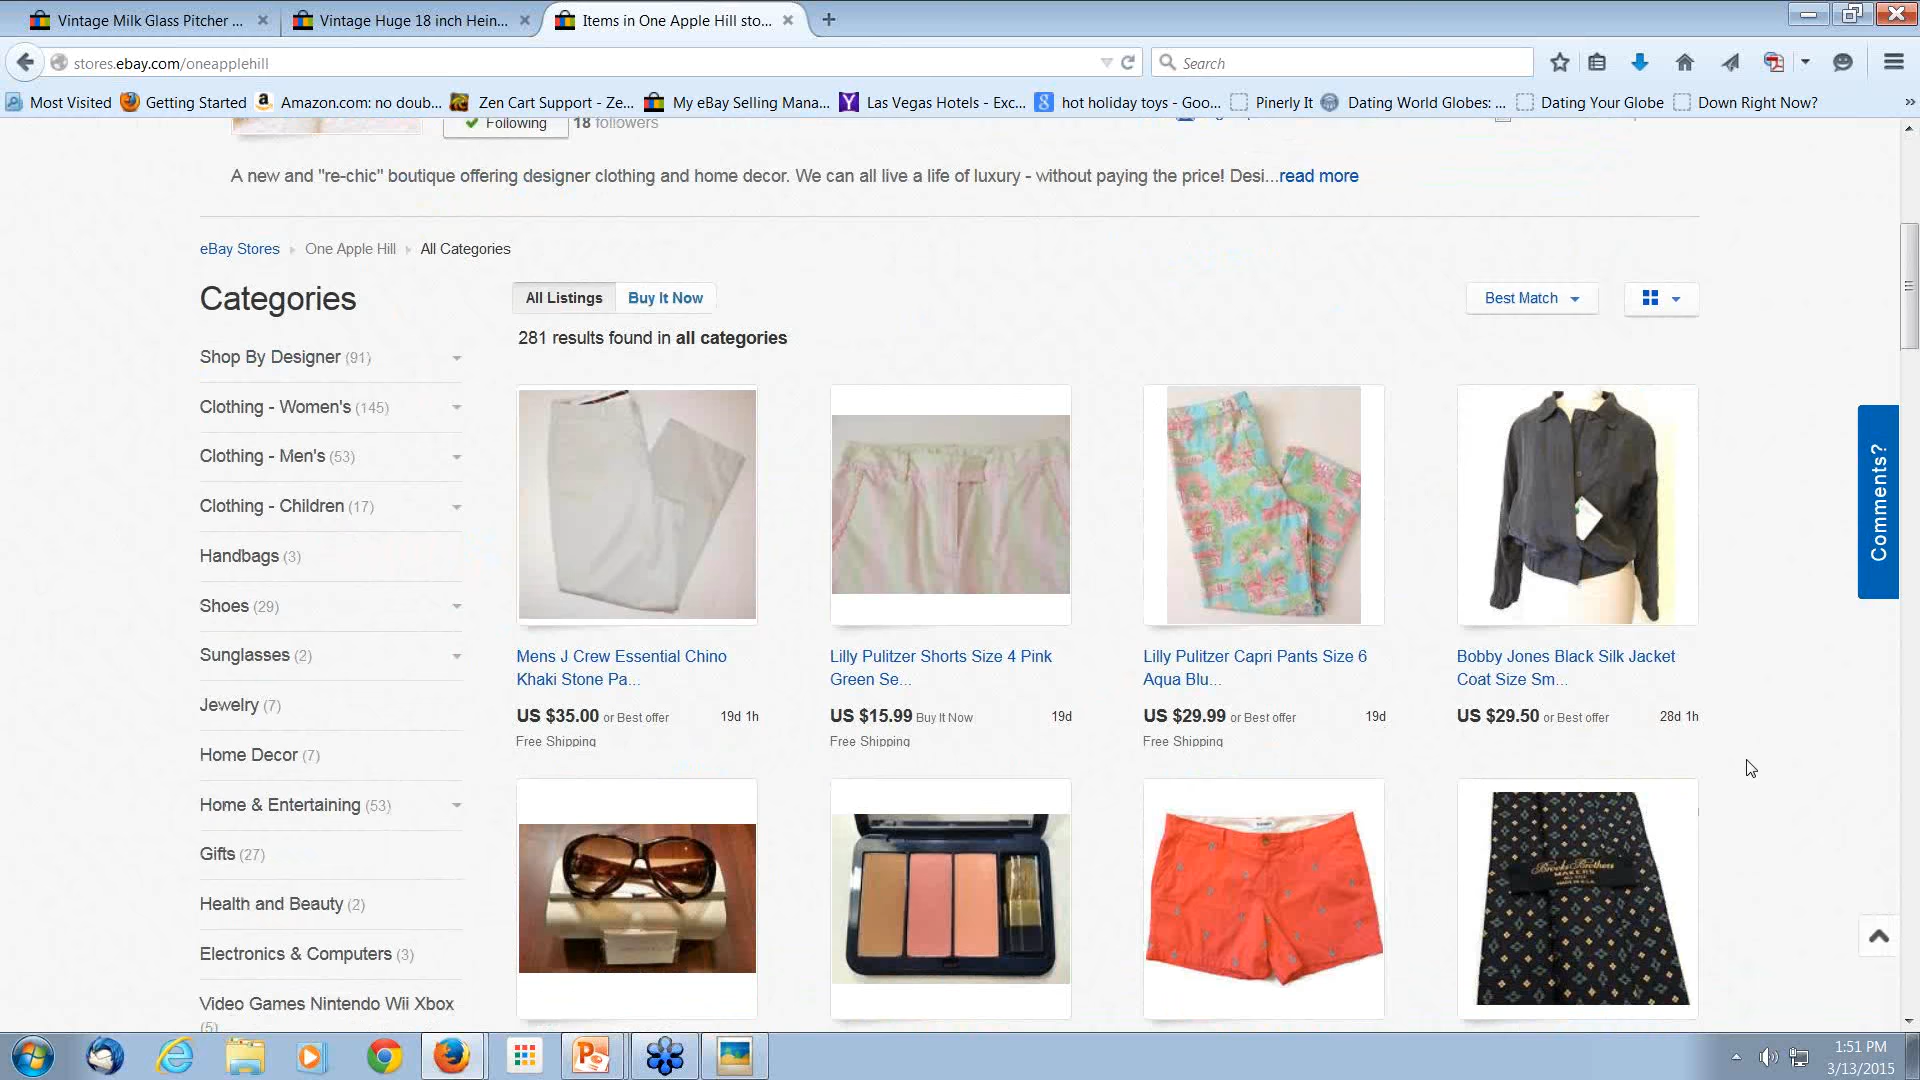 Vintage Milk Glass Pitcher ...
Vintage Huge 18 inch Hein...
Items in One Apple Hill sto...
stores.ebay.com/oneapplehill
Search
Most Visited
Getting Started
Amazon.com: no doub...
Zen Cart Support - Ze...
My eBay Selling Mana...
Las Vegas Hotels - Exc...
hot holiday toys - Goo...
Pinerly It
Dating World Globes: ...
Dating Your Globe
Down Right Now?
Following
18 followers
A new and "re-chic" boutique offering designer clothing and home decor. We can all live a life of luxury - without paying the price! Desi...read more
eBay Stores
One Apple Hill
All Categories
Categories
All Listings
Buy It Now
Best Match
281 results found in all categories
Shop By Designer (91)
Clothing - Women's (145)
Clothing - Men's (53)
Clothing - Children (17)
Handbags (3)
Shoes (29)
Sunglasses (2)
Jewelry (7)
Home Decor (7)
Home & Entertaining (53)
Gifts (27)
Health and Beauty (2)
Electronics & Computers (3)
Video Games Nintendo Wii Xbox
(5)
Mens J Crew Essential Chino
Khaki Stone Pa...
US $35.00 or Best offer 19d 1h
Free Shipping
Lilly Pulitzer Shorts Size 4 Pink
Green Se...
US $15.99 Buy It Now 19d
Free Shipping
Lilly Pulitzer Capri Pants Size 6
Aqua Blu...
US $29.99 or Best offer 19d
Free Shipping
Bobby Jones Black Silk Jacket
Coat Size Sm...
US $29.50 or Best offer 28d 1h
Brooks Brothers
MAKERS
Comments?
1:51 PM
3/13/2015